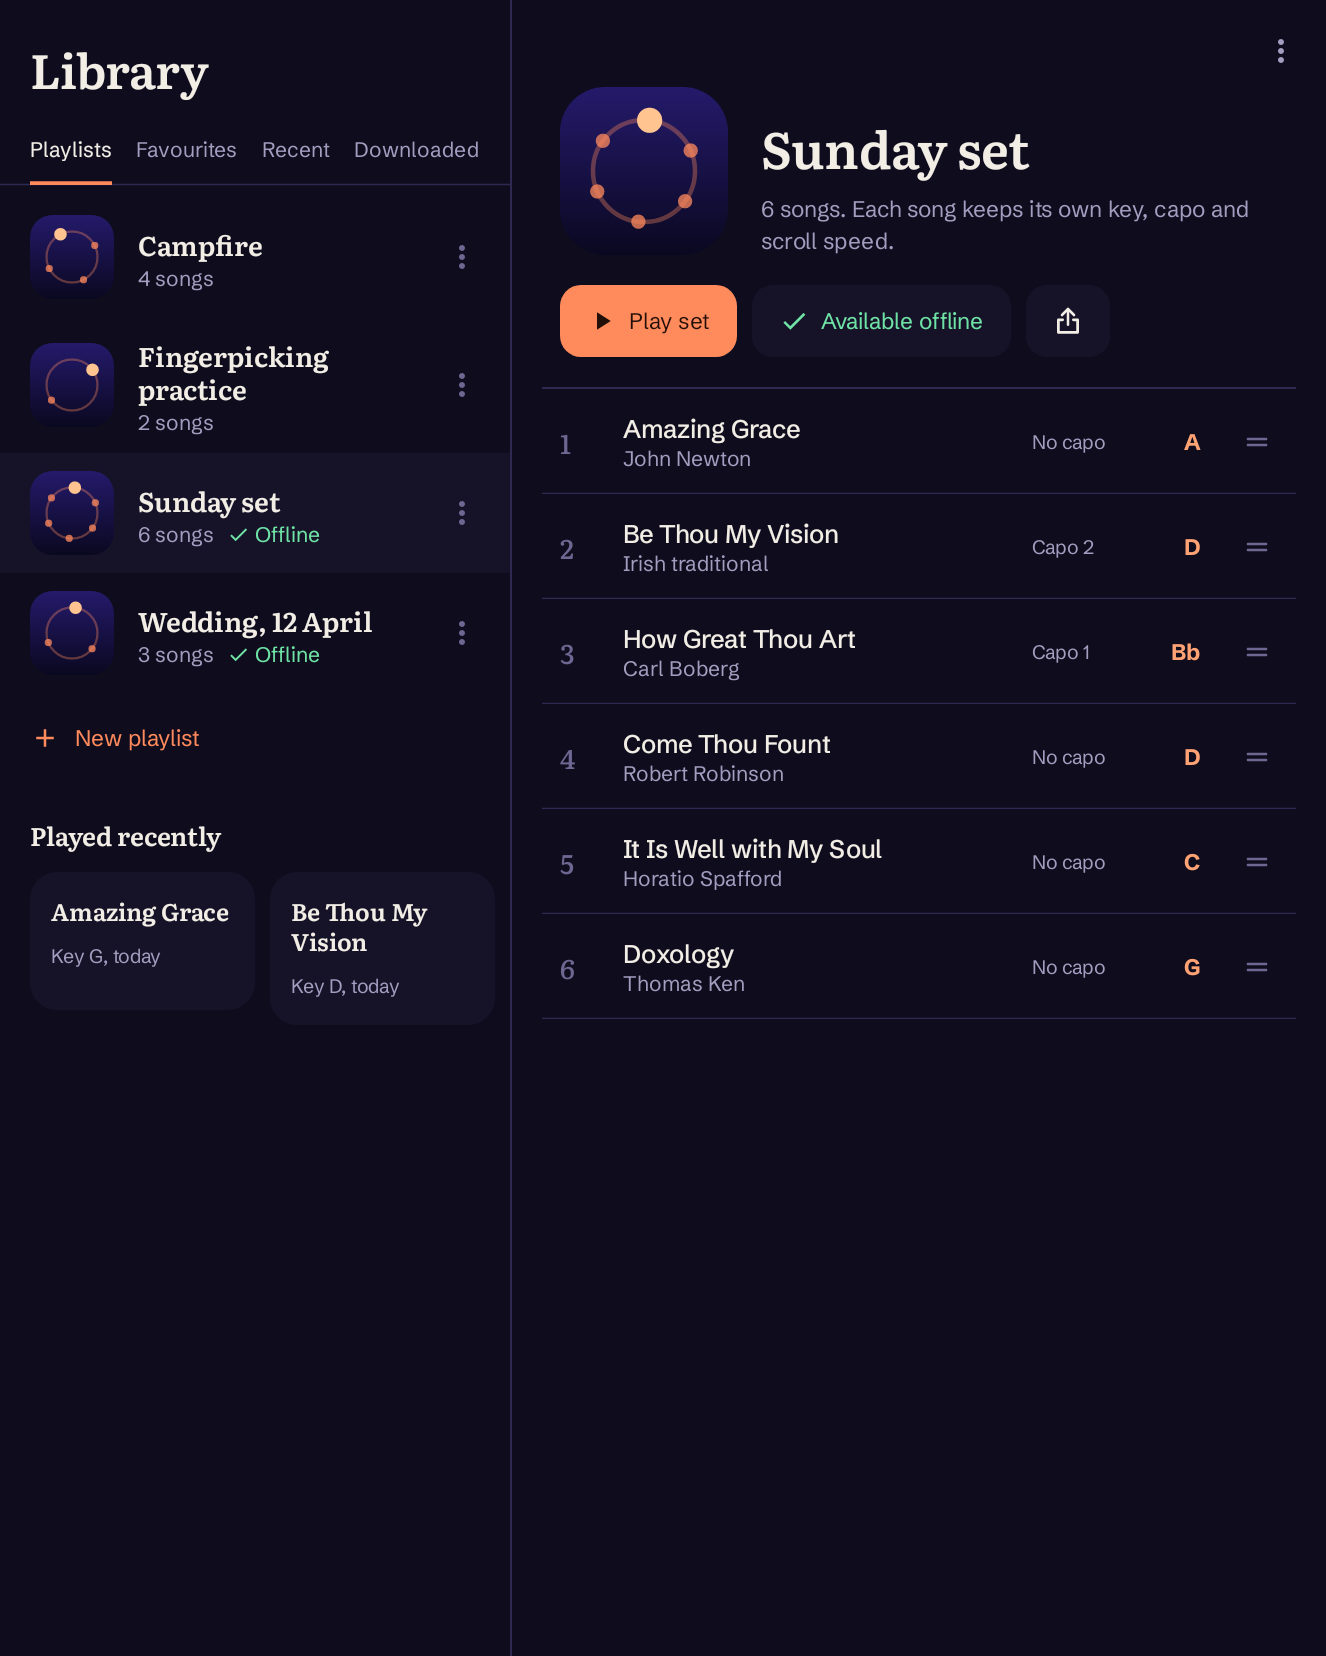 Library
Playlists Favourites Recent Downloaded
Campfire
4 songs
Fingerpicking
practice
2 songs
Sunday set
6 songs Offline
Wedding, 12 April
3 songs Offline
New playlist
Played recently
Amazing Grace
Key G, today
Be Thou My
Vision
Key D, today
Sunday set
6 songs. Each song keeps its own key, capo and
scroll speed.
Play set
Available offline
1 Amazing Grace No capo A
John Newton
2 Be Thou My Vision Capo 2 D
Irish traditional
3 How Great Thou Art Capo 1 Bb
Carl Boberg
4 Come Thou Fount No capo D
Robert Robinson
5 It Is Well with My Soul No capo C
Horatio Spafford
6 Doxology No capo G
Thomas Ken